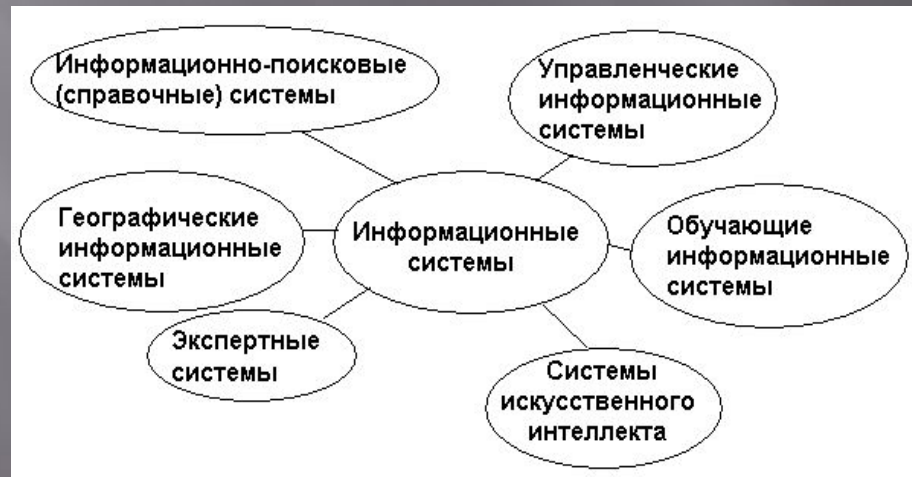 Информационно-поисковые
(справочные) системы
Управленческие
информационные
системы
Географические
информационные
системы
Информационные
системы
Обучающие
информационные
системы
Экспертные
системы
Системы
искусственного
интеллекта